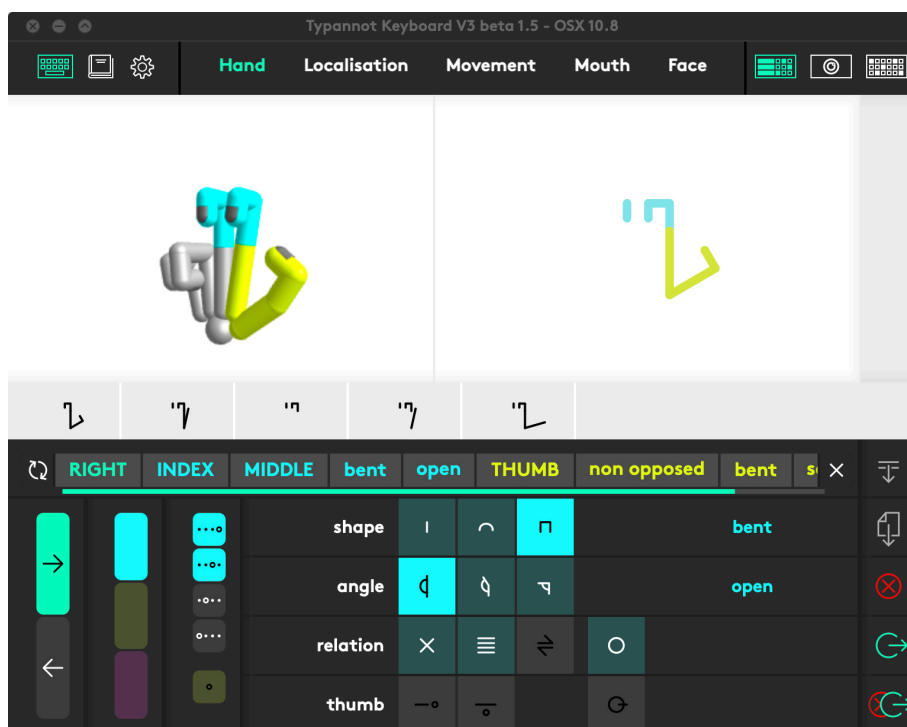 Typannot Keyboard V3 beta 1.5 - OSX 10.8
Hand Localisation Movement Mouth Face
RIGHT INDEX MIDDLE bent open THUMB non opposed bent
shape bent
angle open
relation
thumb